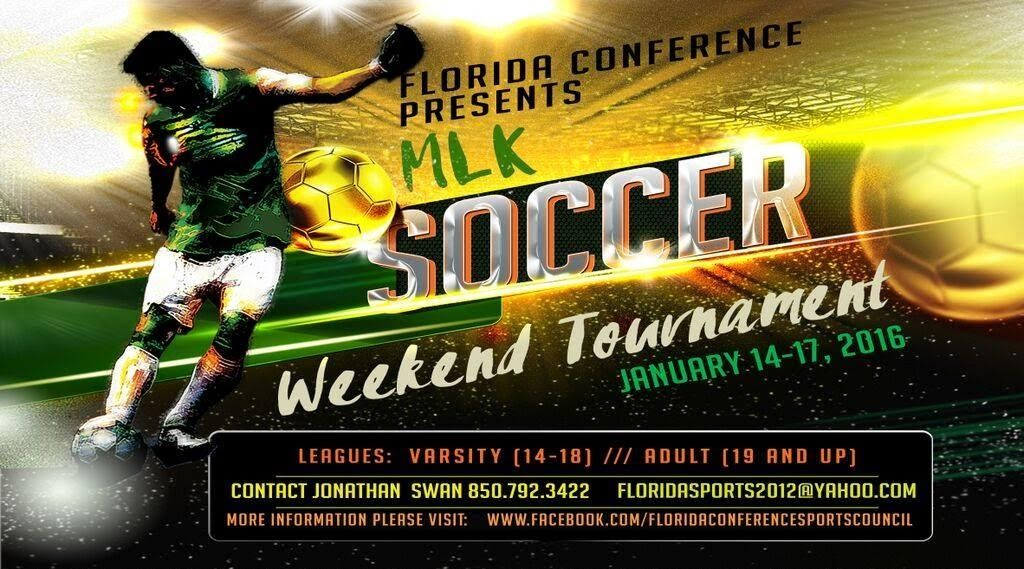 FLORIDA CONFERENCE
PRESENTS
MLK
SOCCER
Weekend Tournament
JANUARY 14-17, 2016
LEAGUES: VARSITY (14-18) /// ADULT (19 AND UP)
CONTACT JONATHAN SWAN 850.792.3422 FLORIDASPORTS2012@YAHOO.COM
MORE INFORMATION PLEASE VISIT: WWW.FACEBOOK.COM/FLORIDACONFERENCESPORTSCOUNCIL